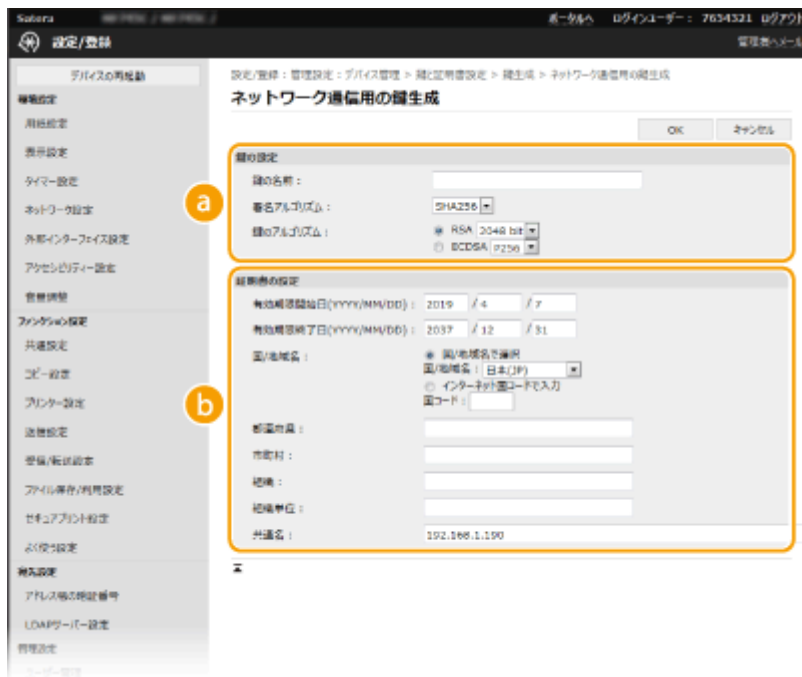 Satera
ポータルへ ログインユーザー： 7634321 ログアウト
設定/登録
管理者へメール
デバイスの再起動
環境設定
用紙設定
表示設定
タイマー設定
ネットワーク設定
外部インターフェイス設定
アクセシビリティー設定
音量調整
ファンクション設定
共通設定
コピー設定
プリンター設定
送信設定
受信/転送設定
ファイル保存/利用設定
セキュアプリント設定
よく使う設定
宛先設定
アドレス帳の暗証番号
LDAPサーバー設定
管理設定
ユーザー管理
設定/登録：管理設定：デバイス管理 > 鍵と証明書設定 > 鍵生成 > ネットワーク通信用の鍵生成
ネットワーク通信用の鍵生成
OK キャンセル
a
鍵の設定
鍵の名前：
署名アルゴリズム： SHA256
鍵のアルゴリズム： RSA 2048 bit
ECDSA P256
b
証明書の設定
有効期限開始日(YYYY/MM/DD)： 2019 / 4 / 7
有効期限終了日(YYYY/MM/DD)： 2037 / 12 / 31
国/地域名： 国/地域名で選択
国/地域名： 日本(JP)
インターネット国コードで入力
国コード：
都道府県：
市町村：
組織：
組織単位：
共通名： 192.168.1.190